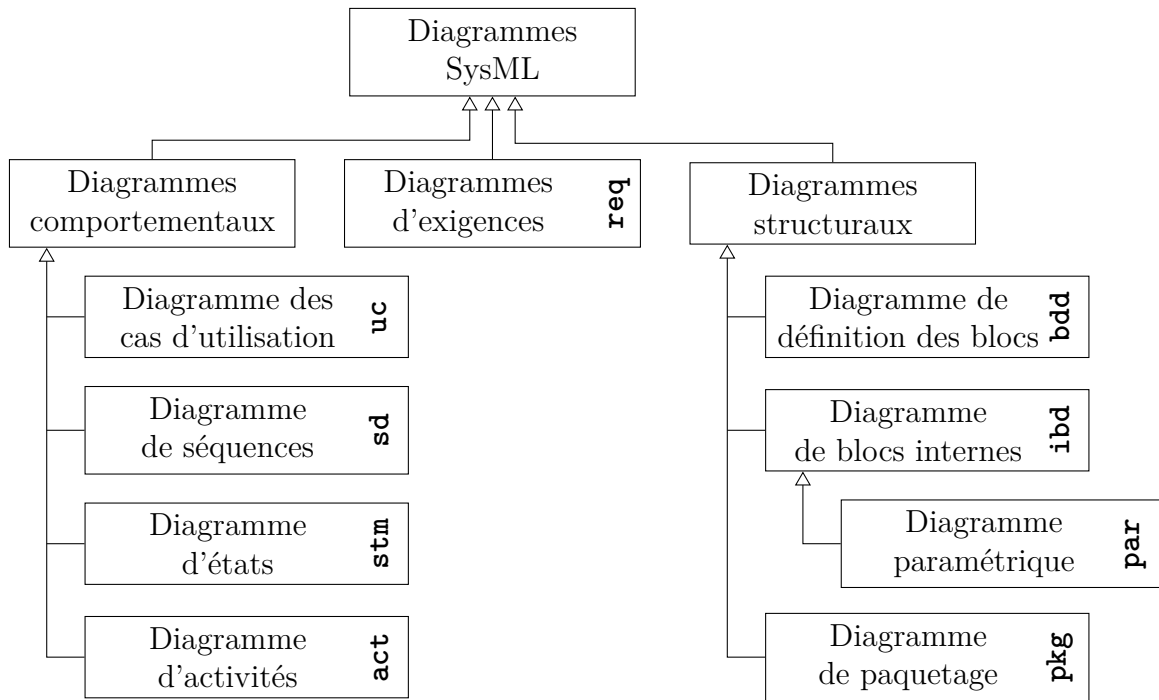 Diagrammes
SysML
Diagrammes
comportementaux
Diagrammes
d'exigences
req
Diagrammes
structuraux
Diagramme des
cas d'utilisation
uc
Diagramme
de séquences
sd
Diagramme
d'états
stm
Diagramme
d'activités
act
Diagramme de
définition des blocs
bdd
Diagramme
de blocs internes
ibd
Diagramme
paramétrique
par
Diagramme
de paquetage
pkg